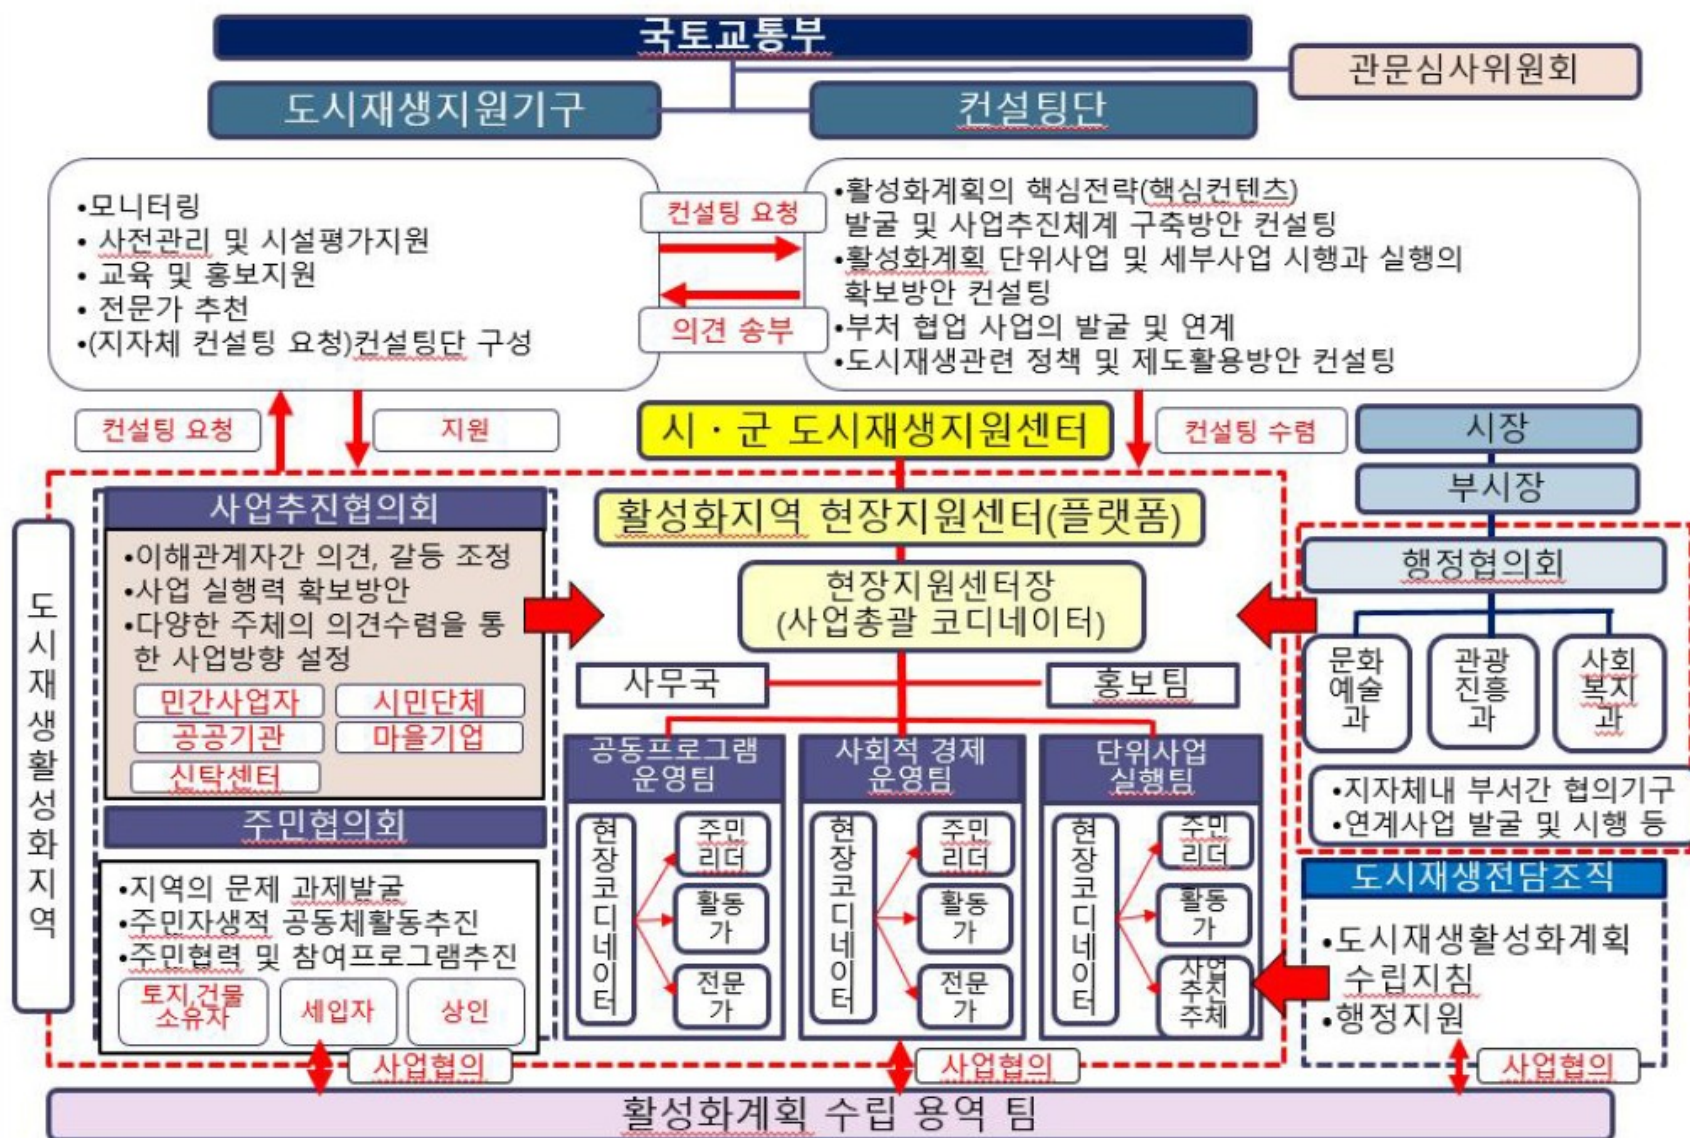 국토교통부
관문심사위원회
도시재생지원기구
컨설팅단
•모니터링
• 사전관리 및 시설평가지원
• 교육 및 홍보지원
• 전문가 추천
•(지자체 컨설팅 요청)컨설팅단 구성
컨설팅 요청
의견 송부
•활성화계획의 핵심전략(핵심컨텐츠)
발굴 및 사업추진체계 구축방안 컨설팅
•활성화계획 단위사업 및 세부사업 시행과 실행의
확보방안 컨설팅
•부처 협업 사업의 발굴 및 연계
•도시재생관련 정책 및 제도활용방안 컨설팅
컨설팅 요청
지원
시・군 도시재생지원센터
컨설팅 수렴
시장
부시장
도시재생활성화지역
사업추진협의회
•이해관계자간 의견, 갈등 조정
•사업 실행력 확보방안
•다양한 주체의 의견수렴을 통
한 사업방향 설정
민간사업자
시민단체
공공기관
마을기업
신탁센터
주민협의회
•지역의 문제 과제발굴
•주민자생적 공동체활동추진
•주민협력 및 참여프로그램추진
토지,건물
소유자
세입자
상인
활성화지역 현장지원센터(플랫폼)
현장지원센터장
(사업총괄 코디네이터)
사무국
홍보팀
공동프로그램
운영팀
현장코디네이터
주민
리더
활동
가
전문
가
사회적 경제
운영팀
현장코디네이터
주민
리더
활동
가
전문
가
단위사업
실행팀
현장코디네이터
주민
리더
활동
가
사업
추진
주체
행정협의회
문화
예술
과
관광
진흥
과
사회
복지
과
•지자체내 부서간 협의기구
•연계사업 발굴 및 시행 등
도시재생전담조직
•도시재생활성화계획
수립지침
•행정지원
사업협의
사업협의
사업협의
활성화계획 수립 용역 팀